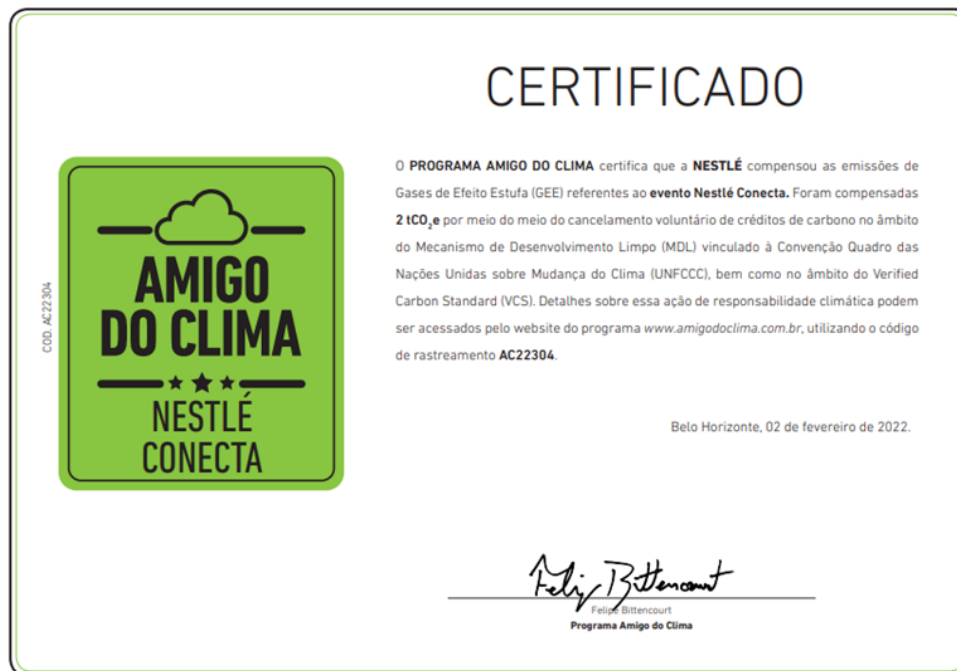 CERTIFICADO
COD. AC22304
AMIGO
DO CLIMA
NESTLÉ
CONECTA
O PROGRAMA AMIGO DO CLIMA certifica que a NESTLÉ compensou as emissões de
Gases de Efeito Estufa (GEE) referentes ao evento Nestlé Conecta. Foram compensadas
2 tCO₂e por meio do meio do cancelamento voluntário de créditos de carbono no âmbito
do Mecanismo de Desenvolvimento Limpo (MDL) vinculado à Convenção Quadro das
Nações Unidas sobre Mudança do Clima (UNFCCC), bem como no âmbito do Verified
Carbon Standard (VCS). Detalhes sobre essa ação de responsabilidade climática podem
ser acessados pelo website do programa www.amigodoclima.com.br, utilizando o código
de rastreamento AC22304.
Belo Horizonte, 02 de fevereiro de 2022.
Felipe Bittencourt
Felipe Bittencourt
Programa Amigo do Clima